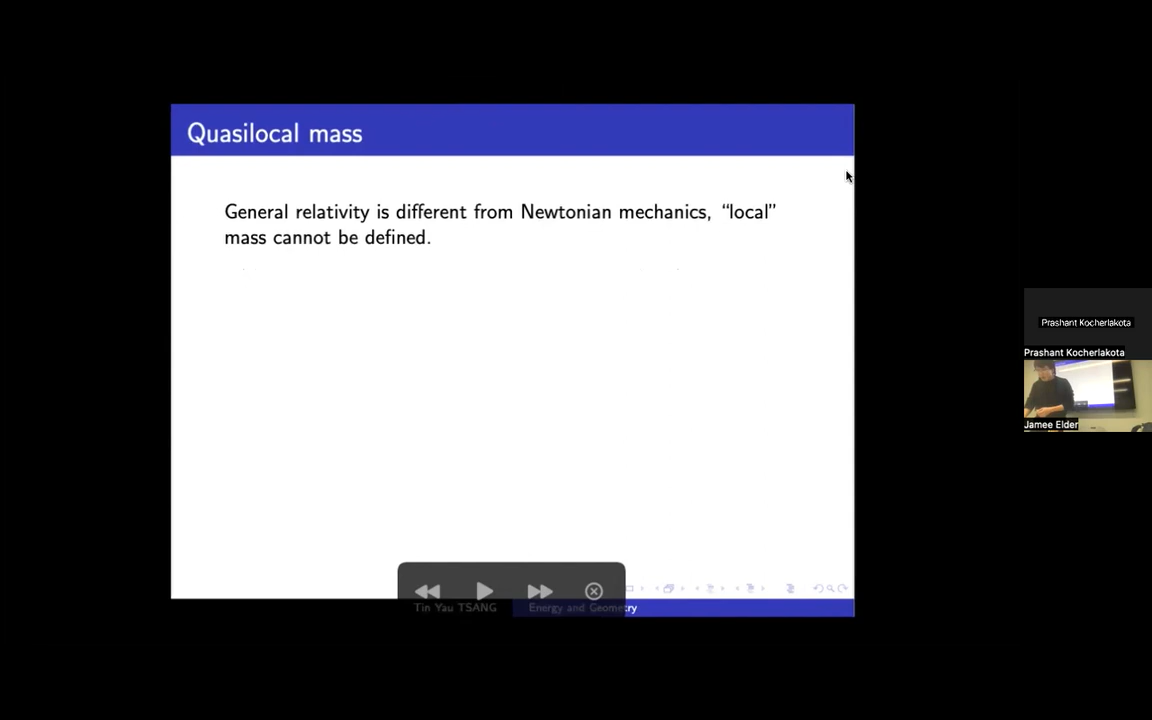 Quasilocal mass
General relativity is different from Newtonian mechanics, “local”
mass cannot be defined.
Tin Yau TSANG
Energy and Geometry
Prashant Kocherlakota
Prashant Kocherlakota
Jamee Elder